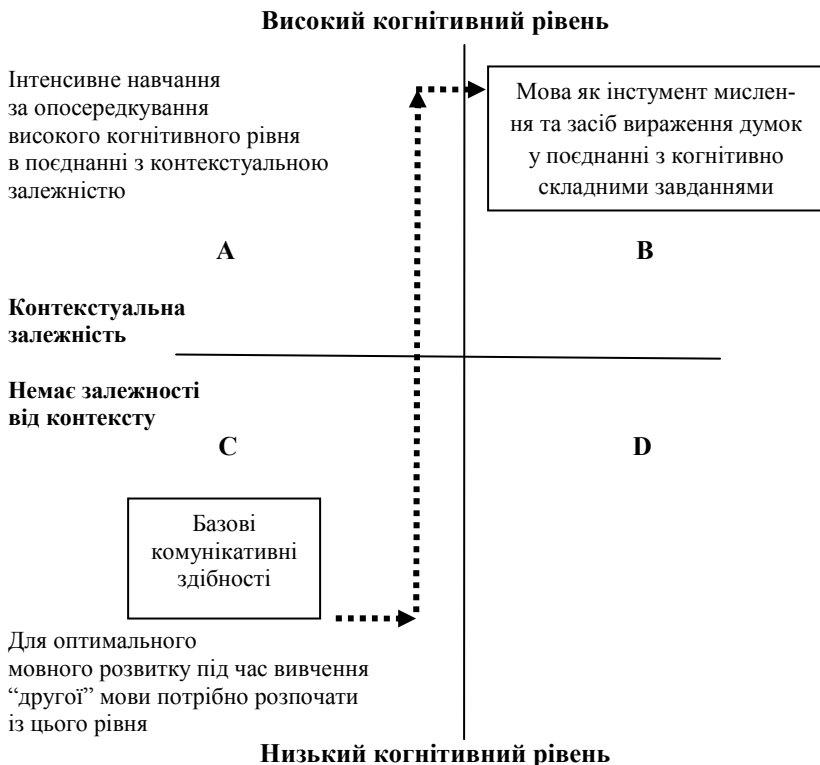 Високий когнітивний рівень
Інтенсивне навчання
за опосередкування
високого когнітивного рівня
в поєднанні з контекстуальною
залежністю
Мова як інстумент мислен-
ня та засіб вираження думок
у поєднанні з когнітивно
складними завданнями
A
B
Контекстуальна
залежність
Немає залежності
від контексту
C
D
Базові
комунікативні
здібності
Для оптимального
мовного розвитку під час вивчення
“другої” мови потрібно розпочати
із цього рівня
Низький когнітивний рівень